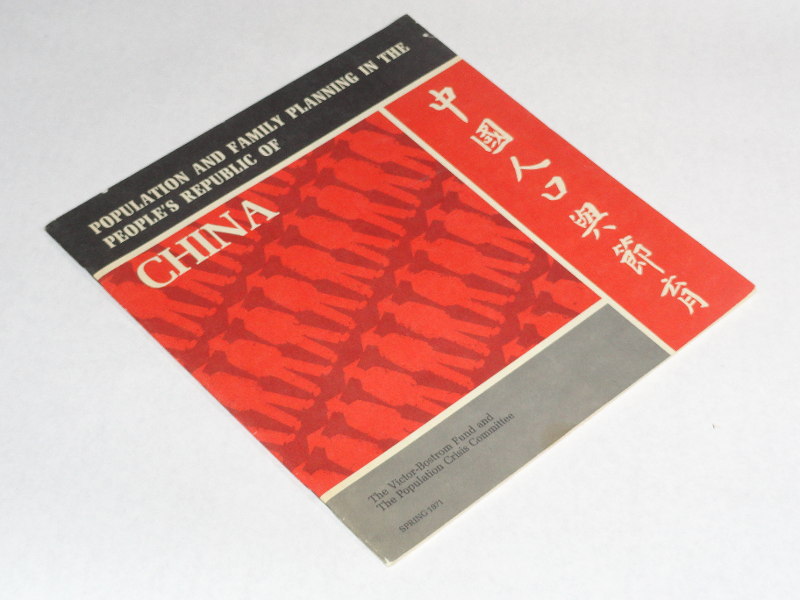 POPULATION AND FAMILY PLANNING IN THE
PEOPLE'S REPUBLIC OF
CHINA
中國人口與節育
The Victor-Bostrom Fund and
The Population Crisis Committee
SPRING 1971